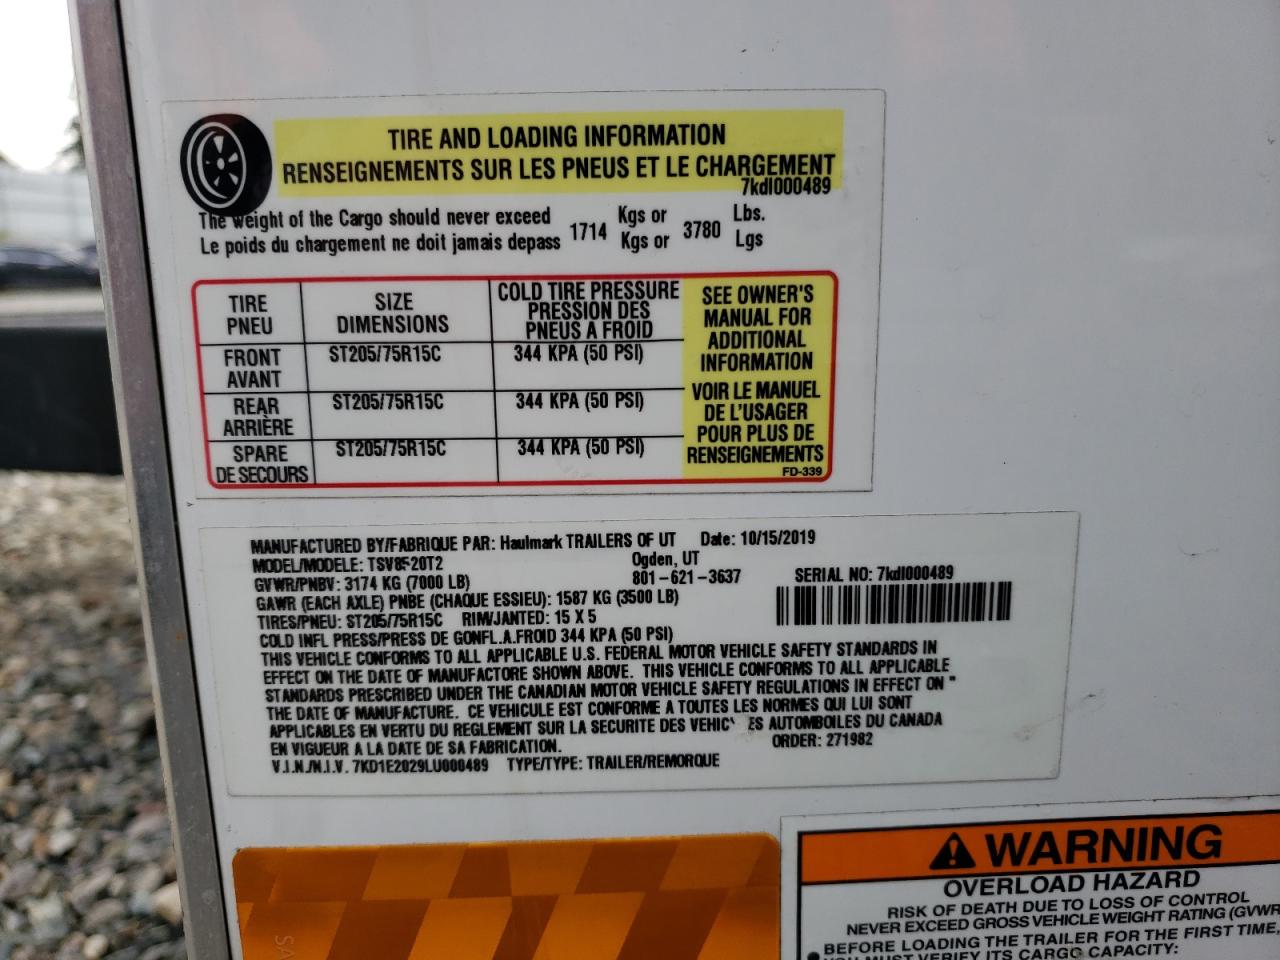 TIRE AND LOADING INFORMATION
RENSEIGNEMENTS SUR LES PNEUS ET LE CHARGEMENT
7kdl000489
The weight of the Cargo should never exceed 1714 Kgs or 3780 Lbs.
Le poids du chargement ne doit jamais depass Kgs or Lgs
TIRE
PNEU
SIZE
DIMENSIONS
COLD TIRE PRESSURE
PRESSION DES
PNEUS A FROID
FRONT
AVANT
ST205/75R15C
344 KPA (50 PSI)
REAR
ARRIÈRE
ST205/75R15C
344 KPA (50 PSI)
SPARE
DE SECOURS
ST205/75R15C
344 KPA (50 PSI)
SEE OWNER'S
MANUAL FOR
ADDITIONAL
INFORMATION
VOIR LE MANUEL
DE L'USAGER
POUR PLUS DE
RENSEIGNEMENTS
FD-339
MANUFACTURED BY/FABRIQUE PAR: Haulmark TRAILERS OF UT Date: 10/15/2019
MODEL/MODELE: TSV8520T2 Ogden, UT
GVWR/PNBV: 3174 KG (7000 LB) 801-621-3637 SERIAL NO: 7kdl000489
GAWR (EACH AXLE) PNBE (CHAQUE ESSIEU): 1587 KG (3500 LB)
TIRES/PNEU: ST205/75R15C RIM/JANTED: 15 X 5
COLD INFL PRESS/PRESS DE GONFL.A.FROID 344 KPA (50 PSI)
THIS VEHICLE CONFORMS TO ALL APPLICABLE U.S. FEDERAL MOTOR VEHICLE SAFETY STANDARDS IN
EFFECT ON THE DATE OF MANUFACTORE SHOWN ABOVE. THIS VEHICLE CONFORMS TO ALL APPLICABLE
STANDARDS PRESCRIBED UNDER THE CANADIAN MOTOR VEHICLE SAFETY REGULATIONS IN EFFECT ON "
THE DATE OF MANUFACTURE. CE VEHICULE EST CONFORME A TOUTES LES NORMES QUI LUI SONT
APPLICABLES EN VERTU DU REGLEMENT SUR LA SECURITE DES VEHIC ES AUTOMBOILES DU CANADA
EN VIGUEUR A LA DATE DE SA FABRICATION. ORDER: 271982
V.I.N./N.I.V. 7KD1E2029LU000489 TYPE/TYPE: TRAILER/REMORQUE
WARNING
OVERLOAD HAZARD
RISK OF DEATH DUE TO LOSS OF CONTROL
NEVER EXCEED GROSS VEHICLE WEIGHT RATING (GVWR
• BEFORE LOADING THE TRAILER FOR THE FIRST TIME,
YOU MUST VERIFY ITS CARGO CAPACITY: